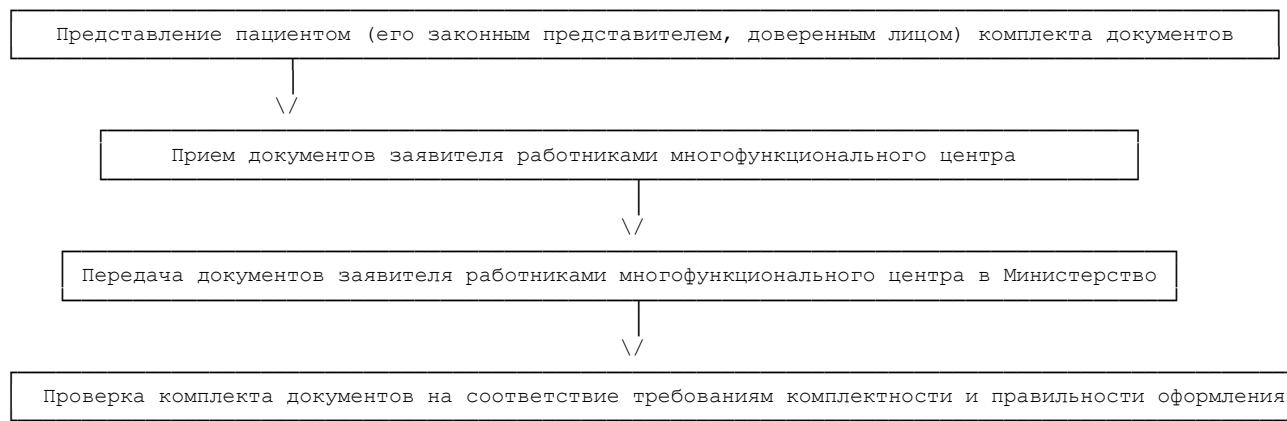 Представление пациентом (его законным представителем, доверенным лицом) комплекта документов
Прием документов заявителя работниками многофункционального центра
Передача документов заявителя работниками многофункционального центра в Министерство
Проверка комплекта документов на соответствие требованиям комплектности и правильности оформления